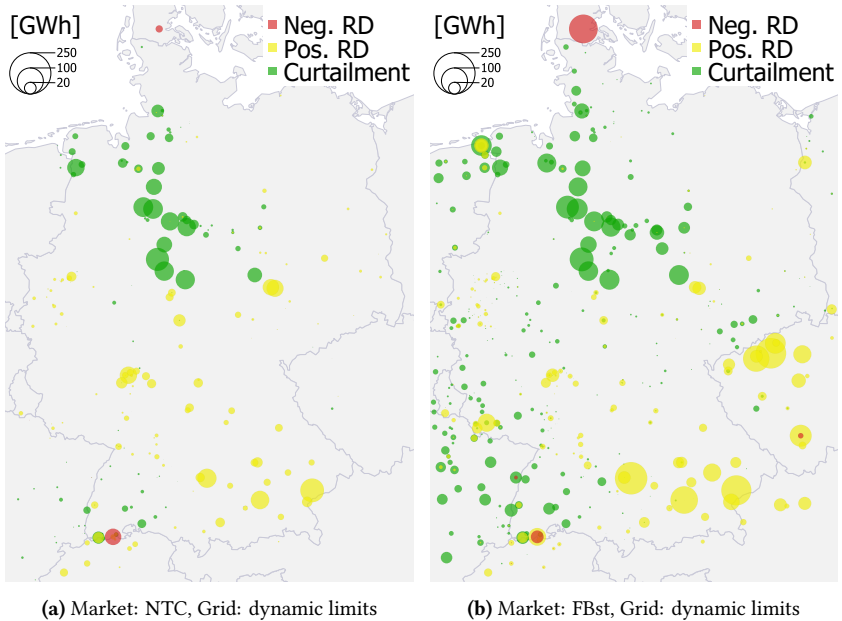 [GWh]
250
100
20
Neg. RD
Pos. RD
Curtailment
[GWh]
250
100
20
Neg. RD
Pos. RD
Curtailment
(a) Market: NTC, Grid: dynamic limits
(b) Market: FBst, Grid: dynamic limits